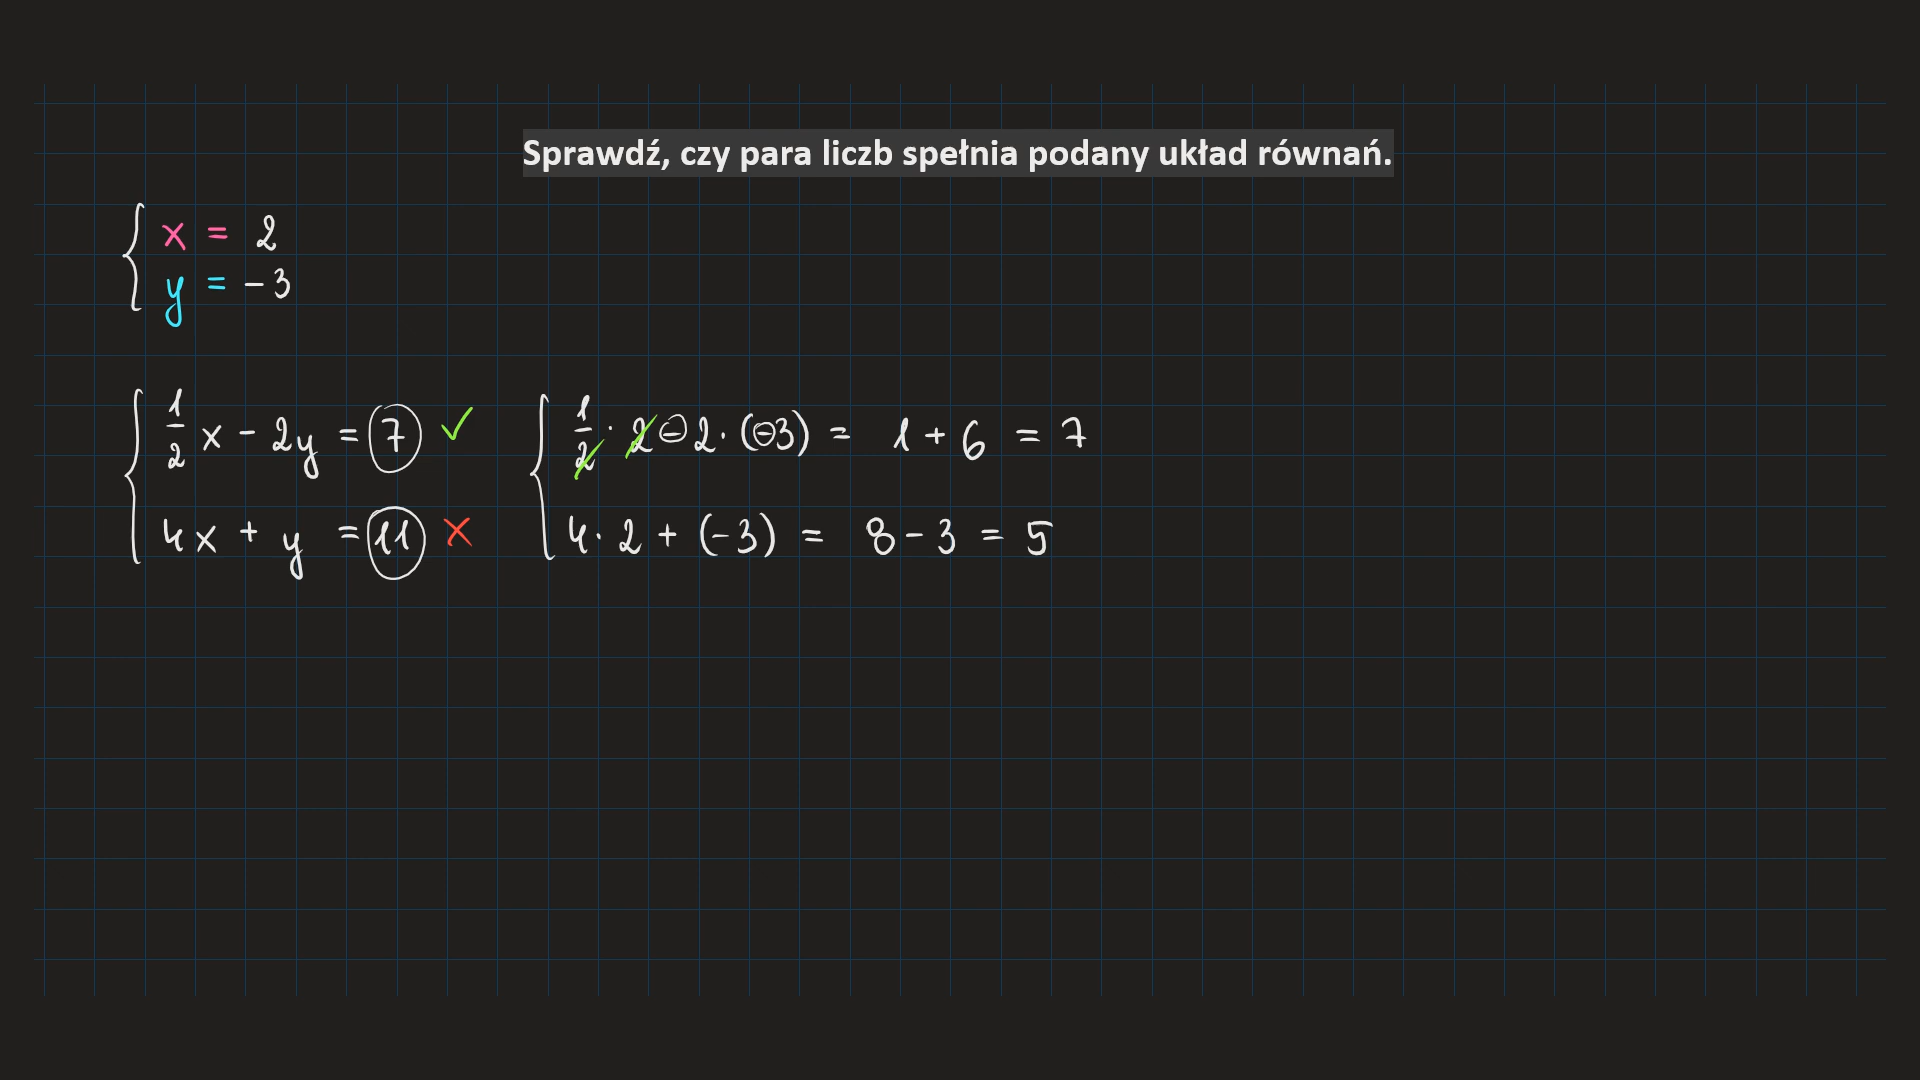 Sprawdź, czy para liczb spełnia podany układ równań.
x = 2
y = -3
1/2 x - 2y = 7 ✓
4x + y = 11 ✗
1/2 · 2 - 2 · (-3) = 1 + 6 = 7
4 · 2 + (-3) = 8 - 3 = 5